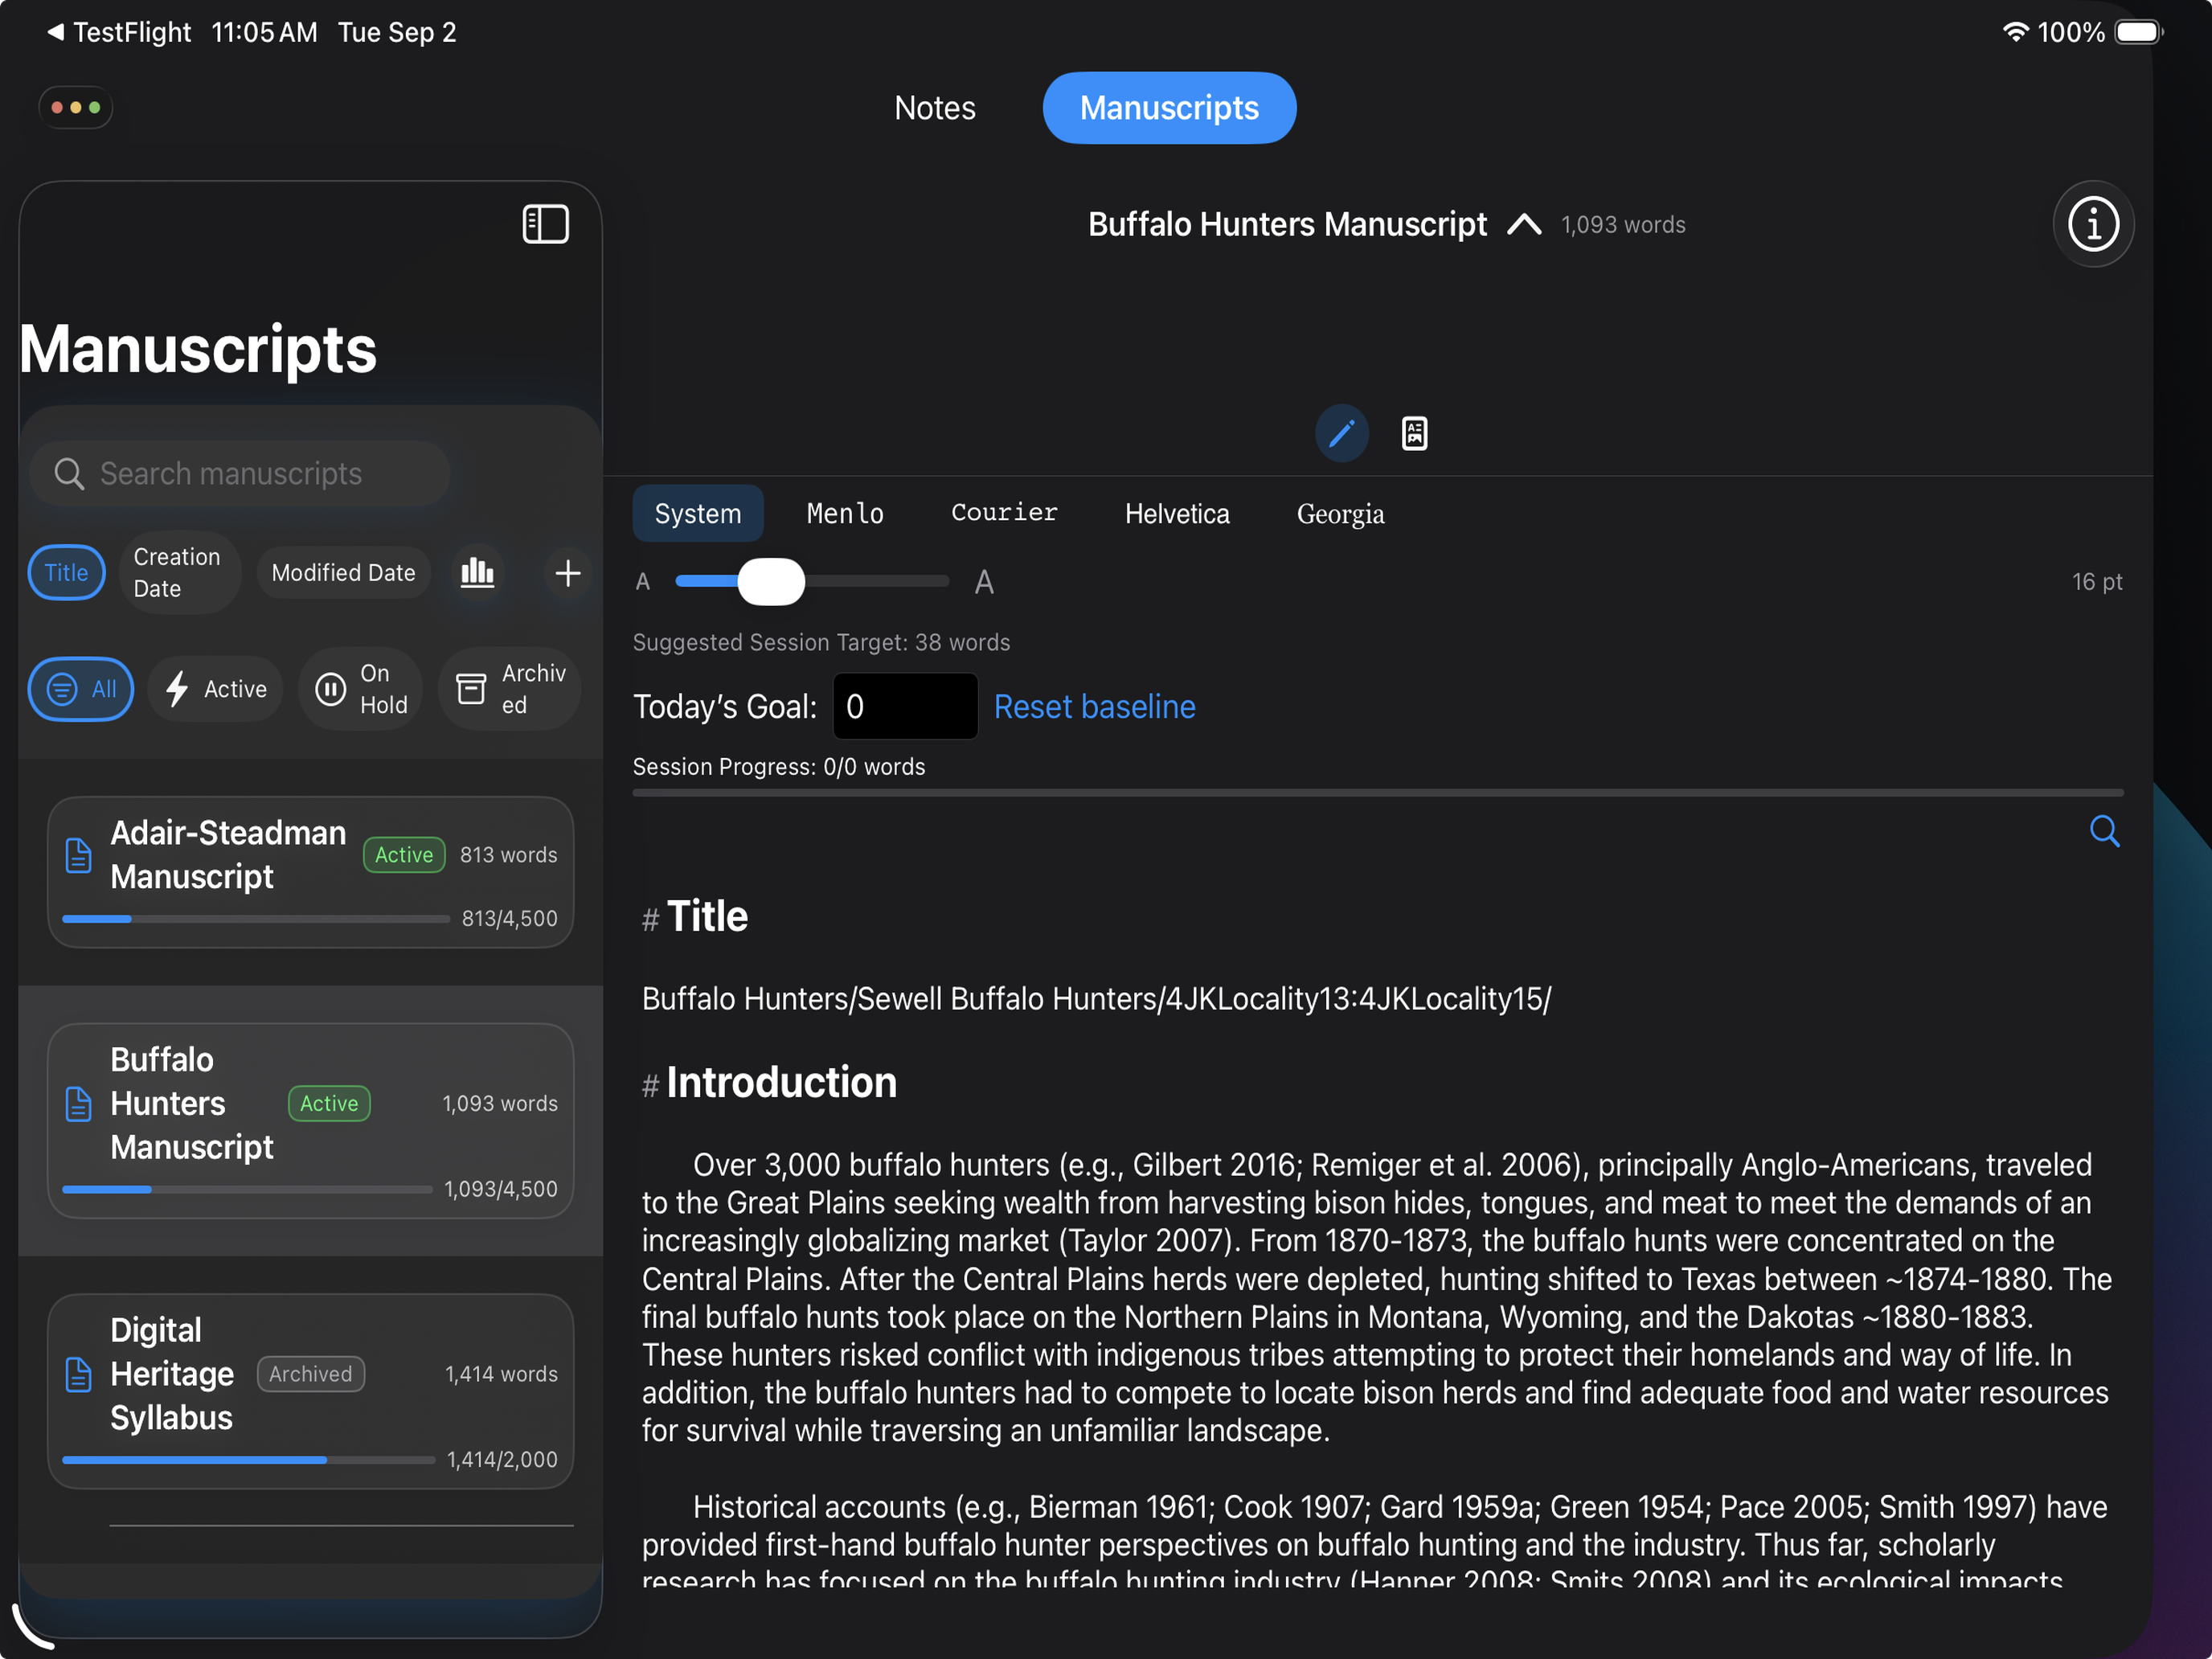 TestFlight 11:05 AM Tue Sep 2
100%
Notes
Manuscripts
Manuscripts
Search manuscripts
Title
Creation
Date
Modified Date
All
Active
On
Hold
Archiv
ed
Adair-Steadman
Manuscript
Active
813 words
813/4,500
Buffalo
Hunters
Manuscript
Active
1,093 words
1,093/4,500
Digital
Heritage
Syllabus
Archived
1,414 words
1,414/2,000
Buffalo Hunters Manuscript
1,093 words
System
Menlo
Courier
Helvetica
Georgia
A
A
16 pt
Suggested Session Target: 38 words
Today’s Goal: 0 Reset baseline
Session Progress: 0/0 words
# Title
Buffalo Hunters/Sewell Buffalo Hunters/4JKLocality13:4JKLocality15/
# Introduction
Over 3,000 buffalo hunters (e.g., Gilbert 2016; Remiger et al. 2006), principally Anglo-Americans, traveled
to the Great Plains seeking wealth from harvesting bison hides, tongues, and meat to meet the demands of an
increasingly globalizing market (Taylor 2007). From 1870-1873, the buffalo hunts were concentrated on the
Central Plains. After the Central Plains herds were depleted, hunting shifted to Texas between ~1874-1880. The
final buffalo hunts took place on the Northern Plains in Montana, Wyoming, and the Dakotas ~1880-1883.
These hunters risked conflict with indigenous tribes attempting to protect their homelands and way of life. In
addition, the buffalo hunters had to compete to locate bison herds and find adequate food and water resources
for survival while traversing an unfamiliar landscape.
Historical accounts (e.g., Bierman 1961; Cook 1907; Gard 1959a; Green 1954; Pace 2005; Smith 1997) have
provided first-hand buffalo hunter perspectives on buffalo hunting and the industry. Thus far, scholarly
research has focused on the buffalo hunting industry (Hanner 2008; Smits 2008) and its ecological impacts